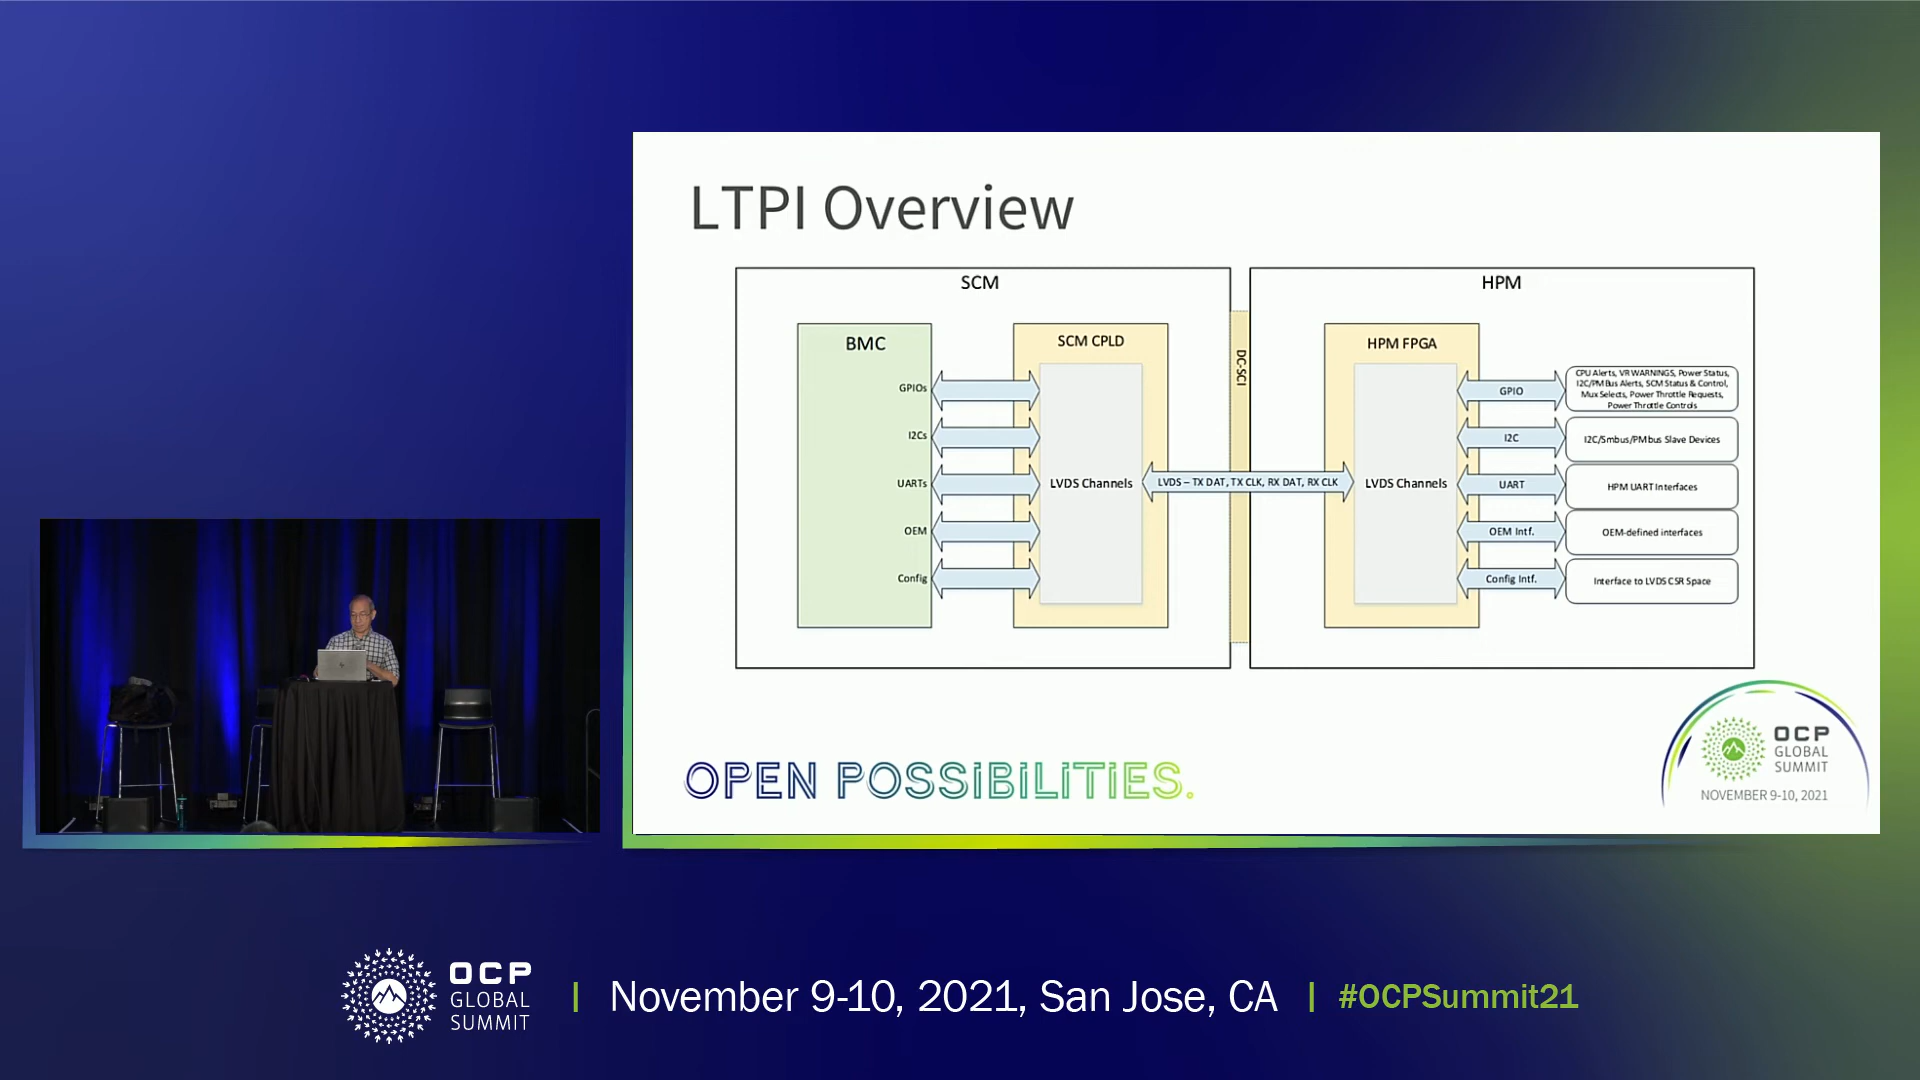 LTPI Overview
SCM
HPM
BMC
SCM CPLD
DC-SCI
HPM FPGA
GPIOs
I2Cs
UARTs
OEM
Config
LVDS Channels
LVDS – TX DAT, TX CLK, RX DAT, RX CLK
LVDS Channels
GPIO
I2C
UART
OEM Intf.
Config Intf.
CPU Alerts, VR WARNINGS, Power Status,
I2C/PMBus Alerts, SCM Status & Control,
Mux Selects, Power Throttle Requests,
Power Throttle Controls
I2C/Smbus/PMbus Slave Devices
HPM UART Interfaces
OEM-defined interfaces
Interface to LVDS CSR Space
OPEN POSSiBiLiTiES.
OCP
GLOBAL
SUMMIT
NOVEMBER 9-10, 2021
OCP
GLOBAL
SUMMIT
November 9-10, 2021, San Jose, CA
#OCPSummit21